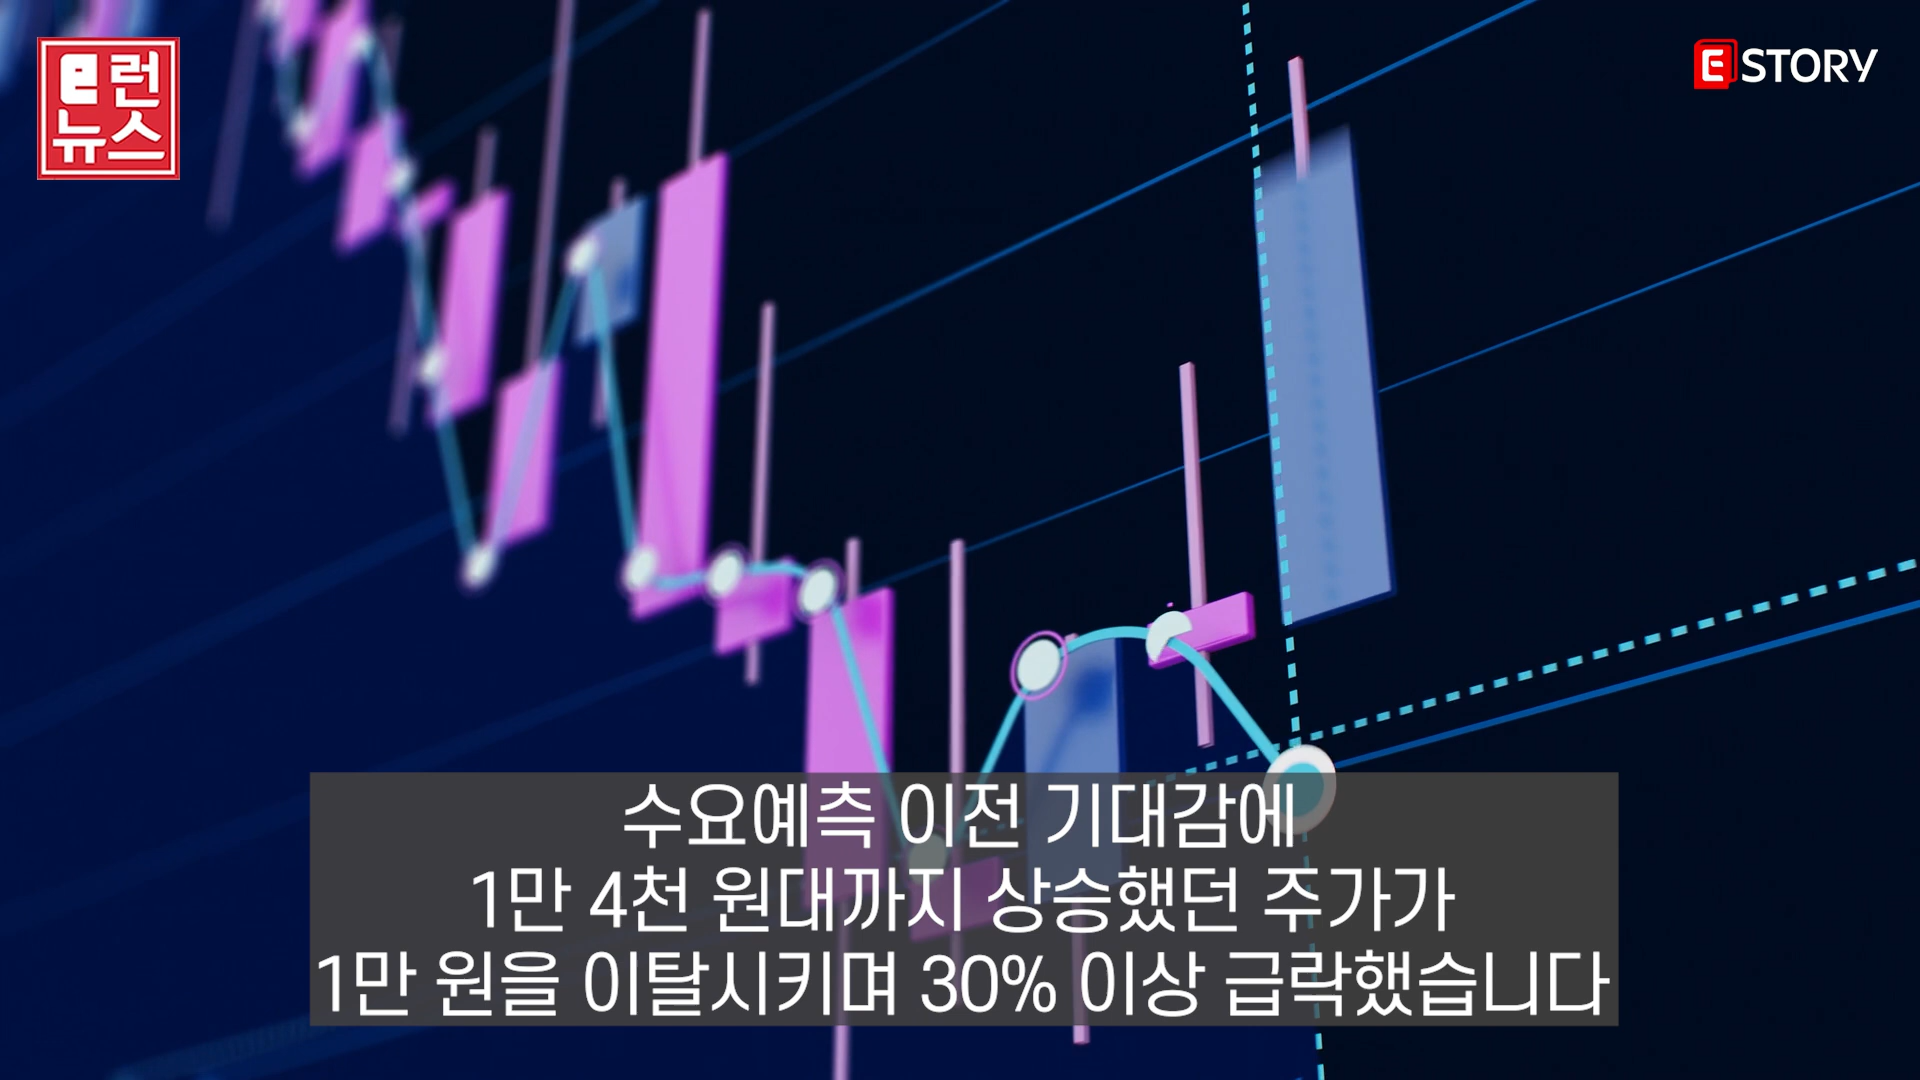 e런
뉴스
E STORY
수요예측 이전 기대감에
1만 4천 원대까지 상승했던 주가가
1만 원을 이탈시키며 30% 이상 급락했습니다